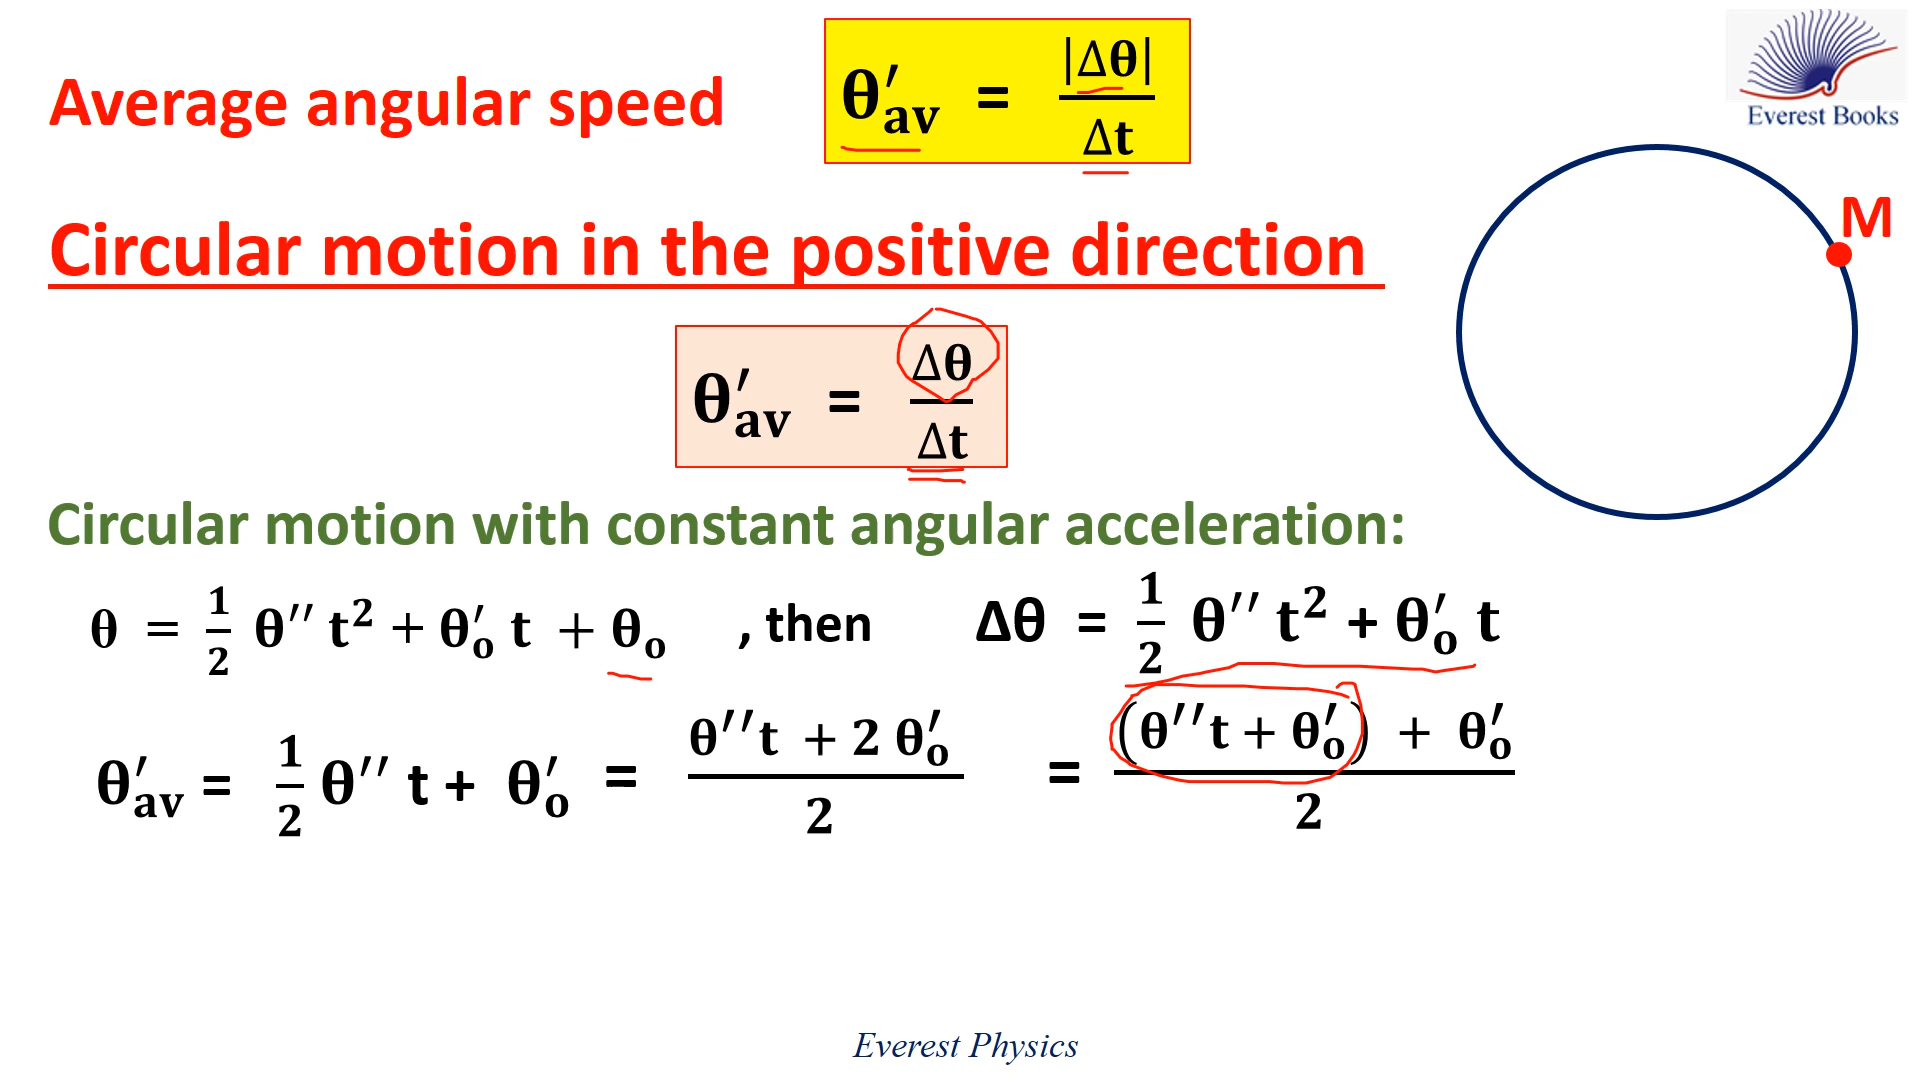 Average angular speed θ′av = |Δθ| / Δt
Everest Books
M
Circular motion in the positive direction
θ′av = Δθ / Δt
Circular motion with constant angular acceleration:
θ = 1/2 θ′′ t² + θ′o t + θo , then Δθ = 1/2 θ′′ t² + θ′o t
θ′av = 1/2 θ′′ t + θ′o = (θ′′t + 2 θ′o) / 2 = ((θ′′t + θ′o) + θ′o) / 2
Everest Physics